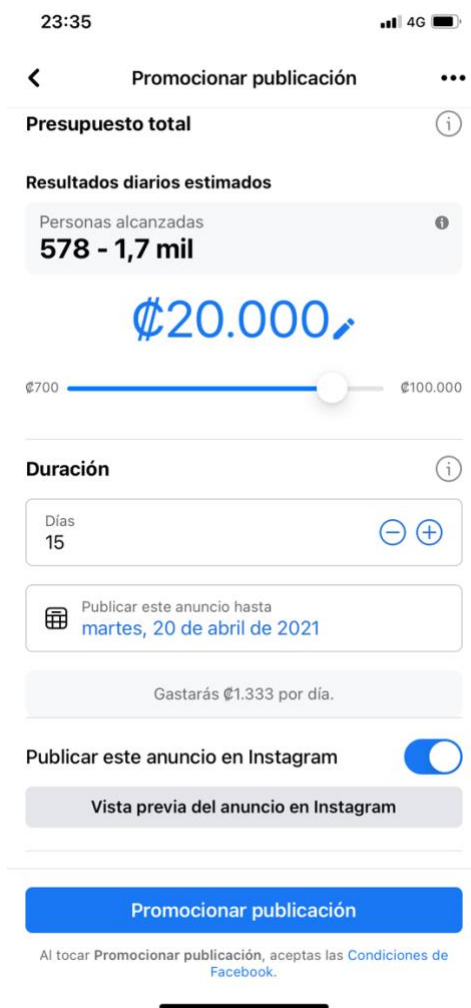 23:35
4G
Promocionar publicación
Presupuesto total
Resultados diarios estimados
Personas alcanzadas
578 - 1,7 mil
₡20.000
₡700
₡100.000
Duración
Días
15
Publicar este anuncio hasta
martes, 20 de abril de 2021
Gastarás ₡1.333 por día.
Publicar este anuncio en Instagram
Vista previa del anuncio en Instagram
Promocionar publicación
Al tocar Promocionar publicación, aceptas las Condiciones de
Facebook.